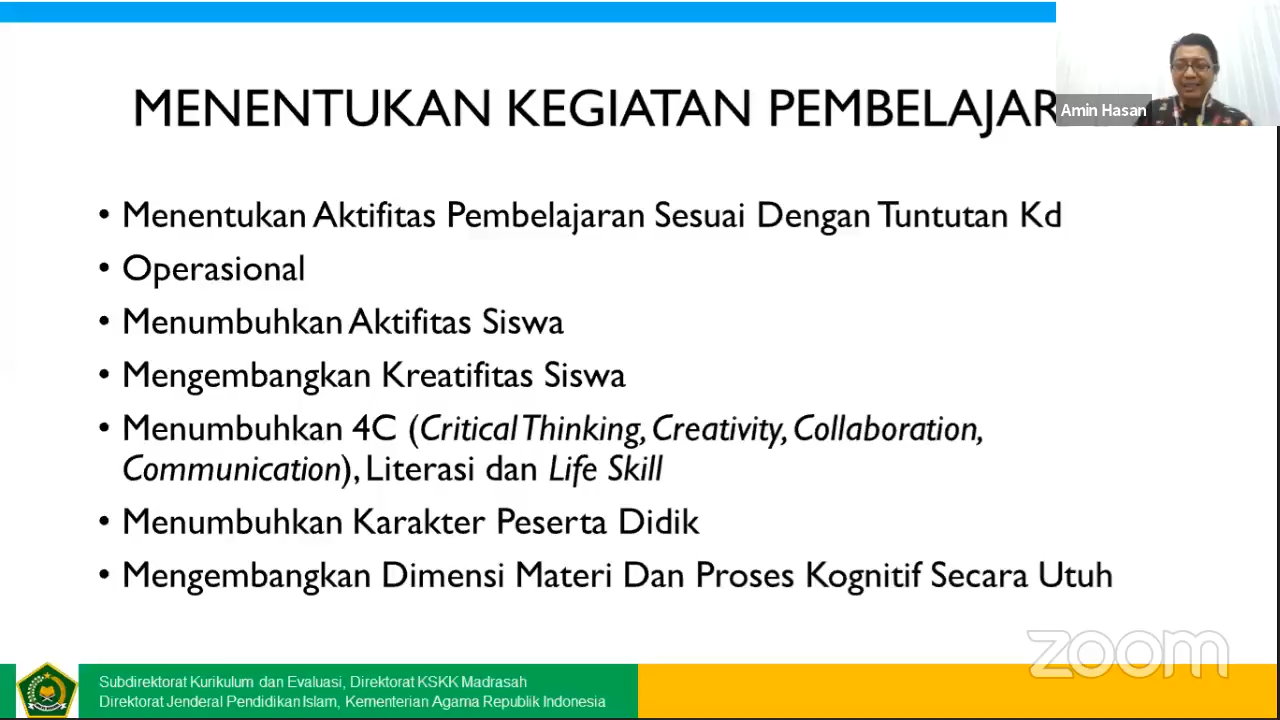 MENENTUKAN KEGIATAN PEMBELAJAR
Amin Hasan
• Menentukan Aktifitas Pembelajaran Sesuai Dengan Tuntutan Kd
• Operasional
• Menumbuhkan Aktifitas Siswa
• Mengembangkan Kreatifitas Siswa
• Menumbuhkan 4C (Critical Thinking, Creativity, Collaboration,
Communication), Literasi dan Life Skill
• Menumbuhkan Karakter Peserta Didik
• Mengembangkan Dimensi Materi Dan Proses Kognitif Secara Utuh
zoom
Subdirektorat Kurikulum dan Evaluasi, Direktorat KSKK Madrasah
Direktorat Jenderal Pendidikan Islam, Kementerian Agama Republik Indonesia